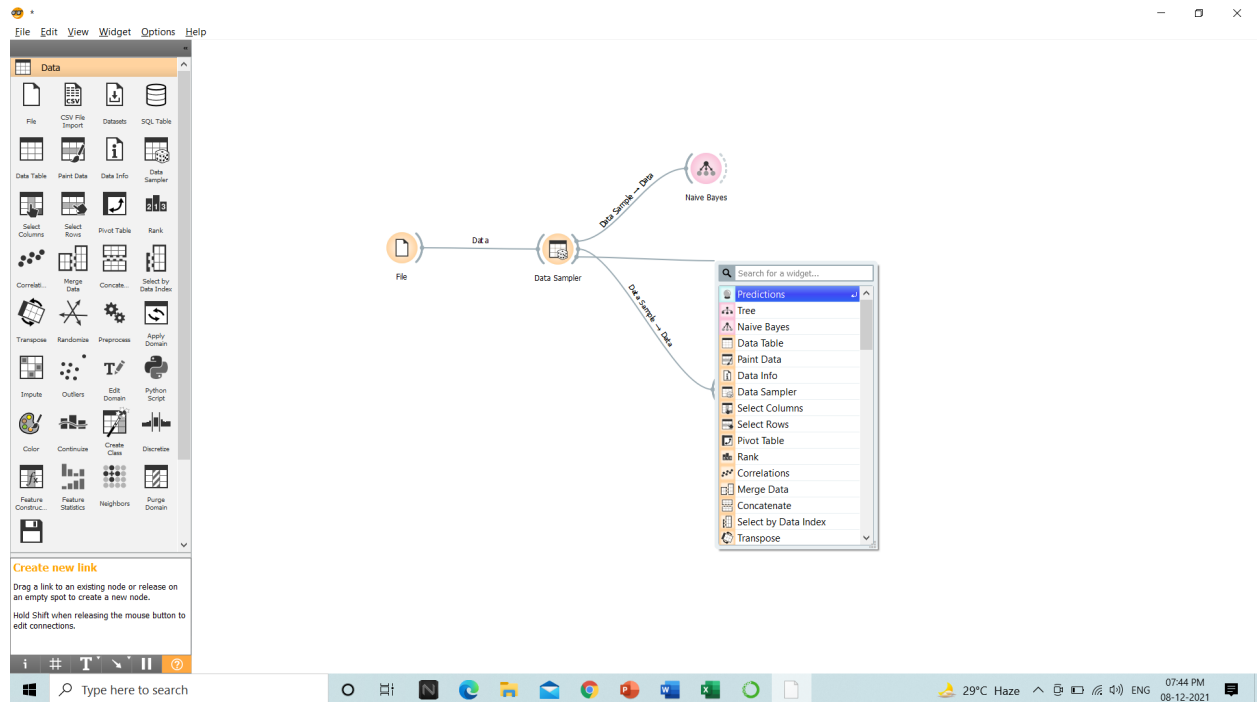 *
File Edit View Widget Options Help
Data
File
CSV File
Import
Datasets
SQL Table
Data Table
Paint Data
Data Info
Data
Sampler
Select
Columns
Select
Rows
Pivot Table
Rank
Correlati...
Merge
Data
Concate...
Select by
Data Index
Transpose
Randomize
Preprocess
Apply
Domain
Impute
Outliers
Edit
Domain
Python
Script
Color
Continuize
Create
Class
Discretize
Feature
Construc...
Feature
Statistics
Neighbors
Purge
Domain
Create new link
Drag a link to an existing node or release on
an empty spot to create a new node.
Hold Shift when releasing the mouse button to
edit connections.
File
Data
Data Sampler
Data Sample → Data
Naive Bayes
Data Sample → Data
Search for a widget...
Predictions
Tree
Naive Bayes
Data Table
Paint Data
Data Info
Data Sampler
Select Columns
Select Rows
Pivot Table
Rank
Correlations
Merge Data
Concatenate
Select by Data Index
Transpose
Type here to search
29°C Haze
ENG
07:44 PM
08-12-2021